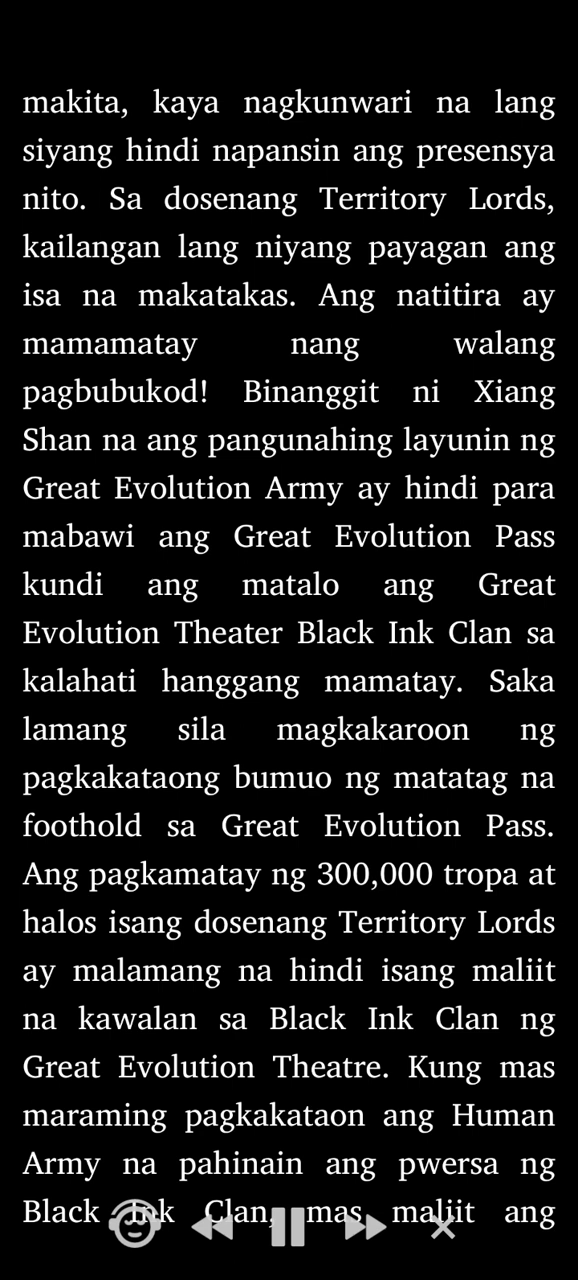 makita, kaya nagkunwari na lang
siyang hindi napansin ang presensya
nito. Sa dosenang Territory Lords,
kailangan lang niyang payagan ang
isa na makatakas. Ang natitira ay
mamamatay nang walang
pagbubukod! Binanggit ni Xiang
Shan na ang pangunahing layunin ng
Great Evolution Army ay hindi para
mabawi ang Great Evolution Pass
kundi ang matalo ang Great
Evolution Theater Black Ink Clan sa
kalahati hanggang mamatay. Saka
lamang sila magkakaroon ng
pagkakataong bumuo ng matatag na
foothold sa Great Evolution Pass.
Ang pagkamatay ng 300,000 tropa at
halos isang dosenang Territory Lords
ay malamang na hindi isang maliit
na kawalan sa Black Ink Clan ng
Great Evolution Theatre. Kung mas
maraming pagkakataon ang Human
Army na pahinain ang pwersa ng
Black Ink Clan, mas maliit ang